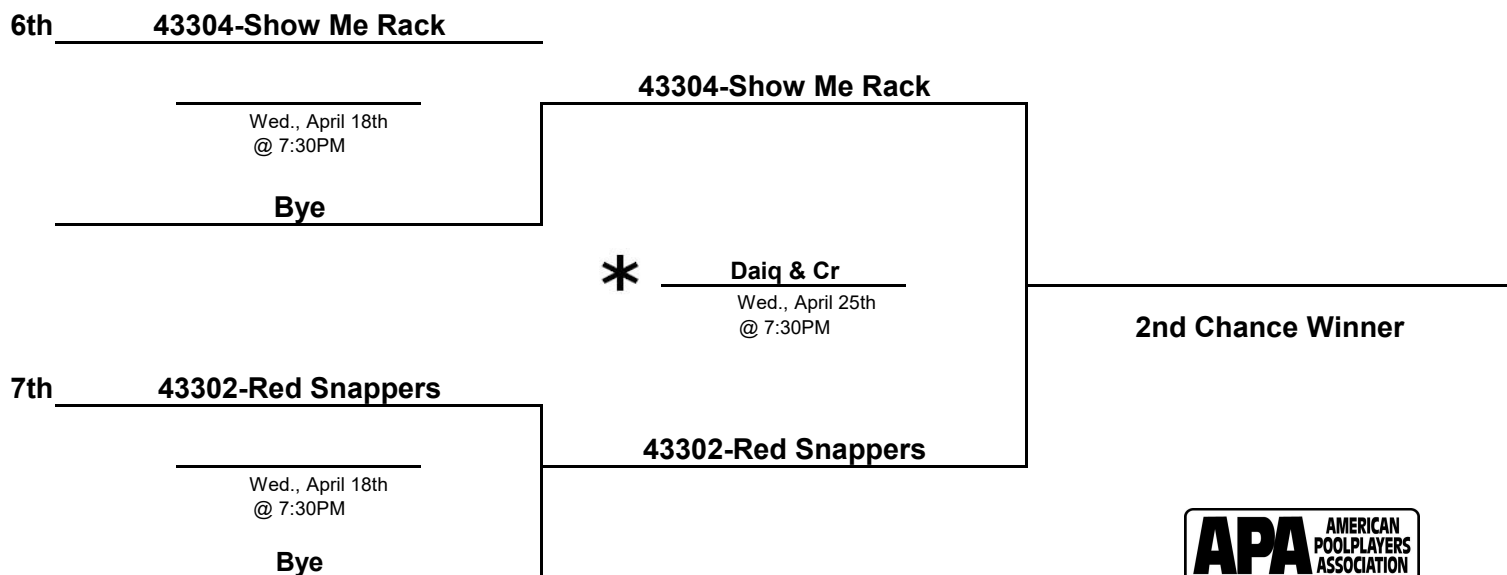 6th 43304-Show Me Rack
43304-Show Me Rack
Wed., April 18th
@ 7:30PM
Bye
* Daiq & Cr
Wed., April 25th
@ 7:30PM
2nd Chance Winner
7th 43302-Red Snappers
43302-Red Snappers
Wed., April 18th
@ 7:30PM
Bye
APA AMERICAN
POOLPLAYERS
ASSOCIATION